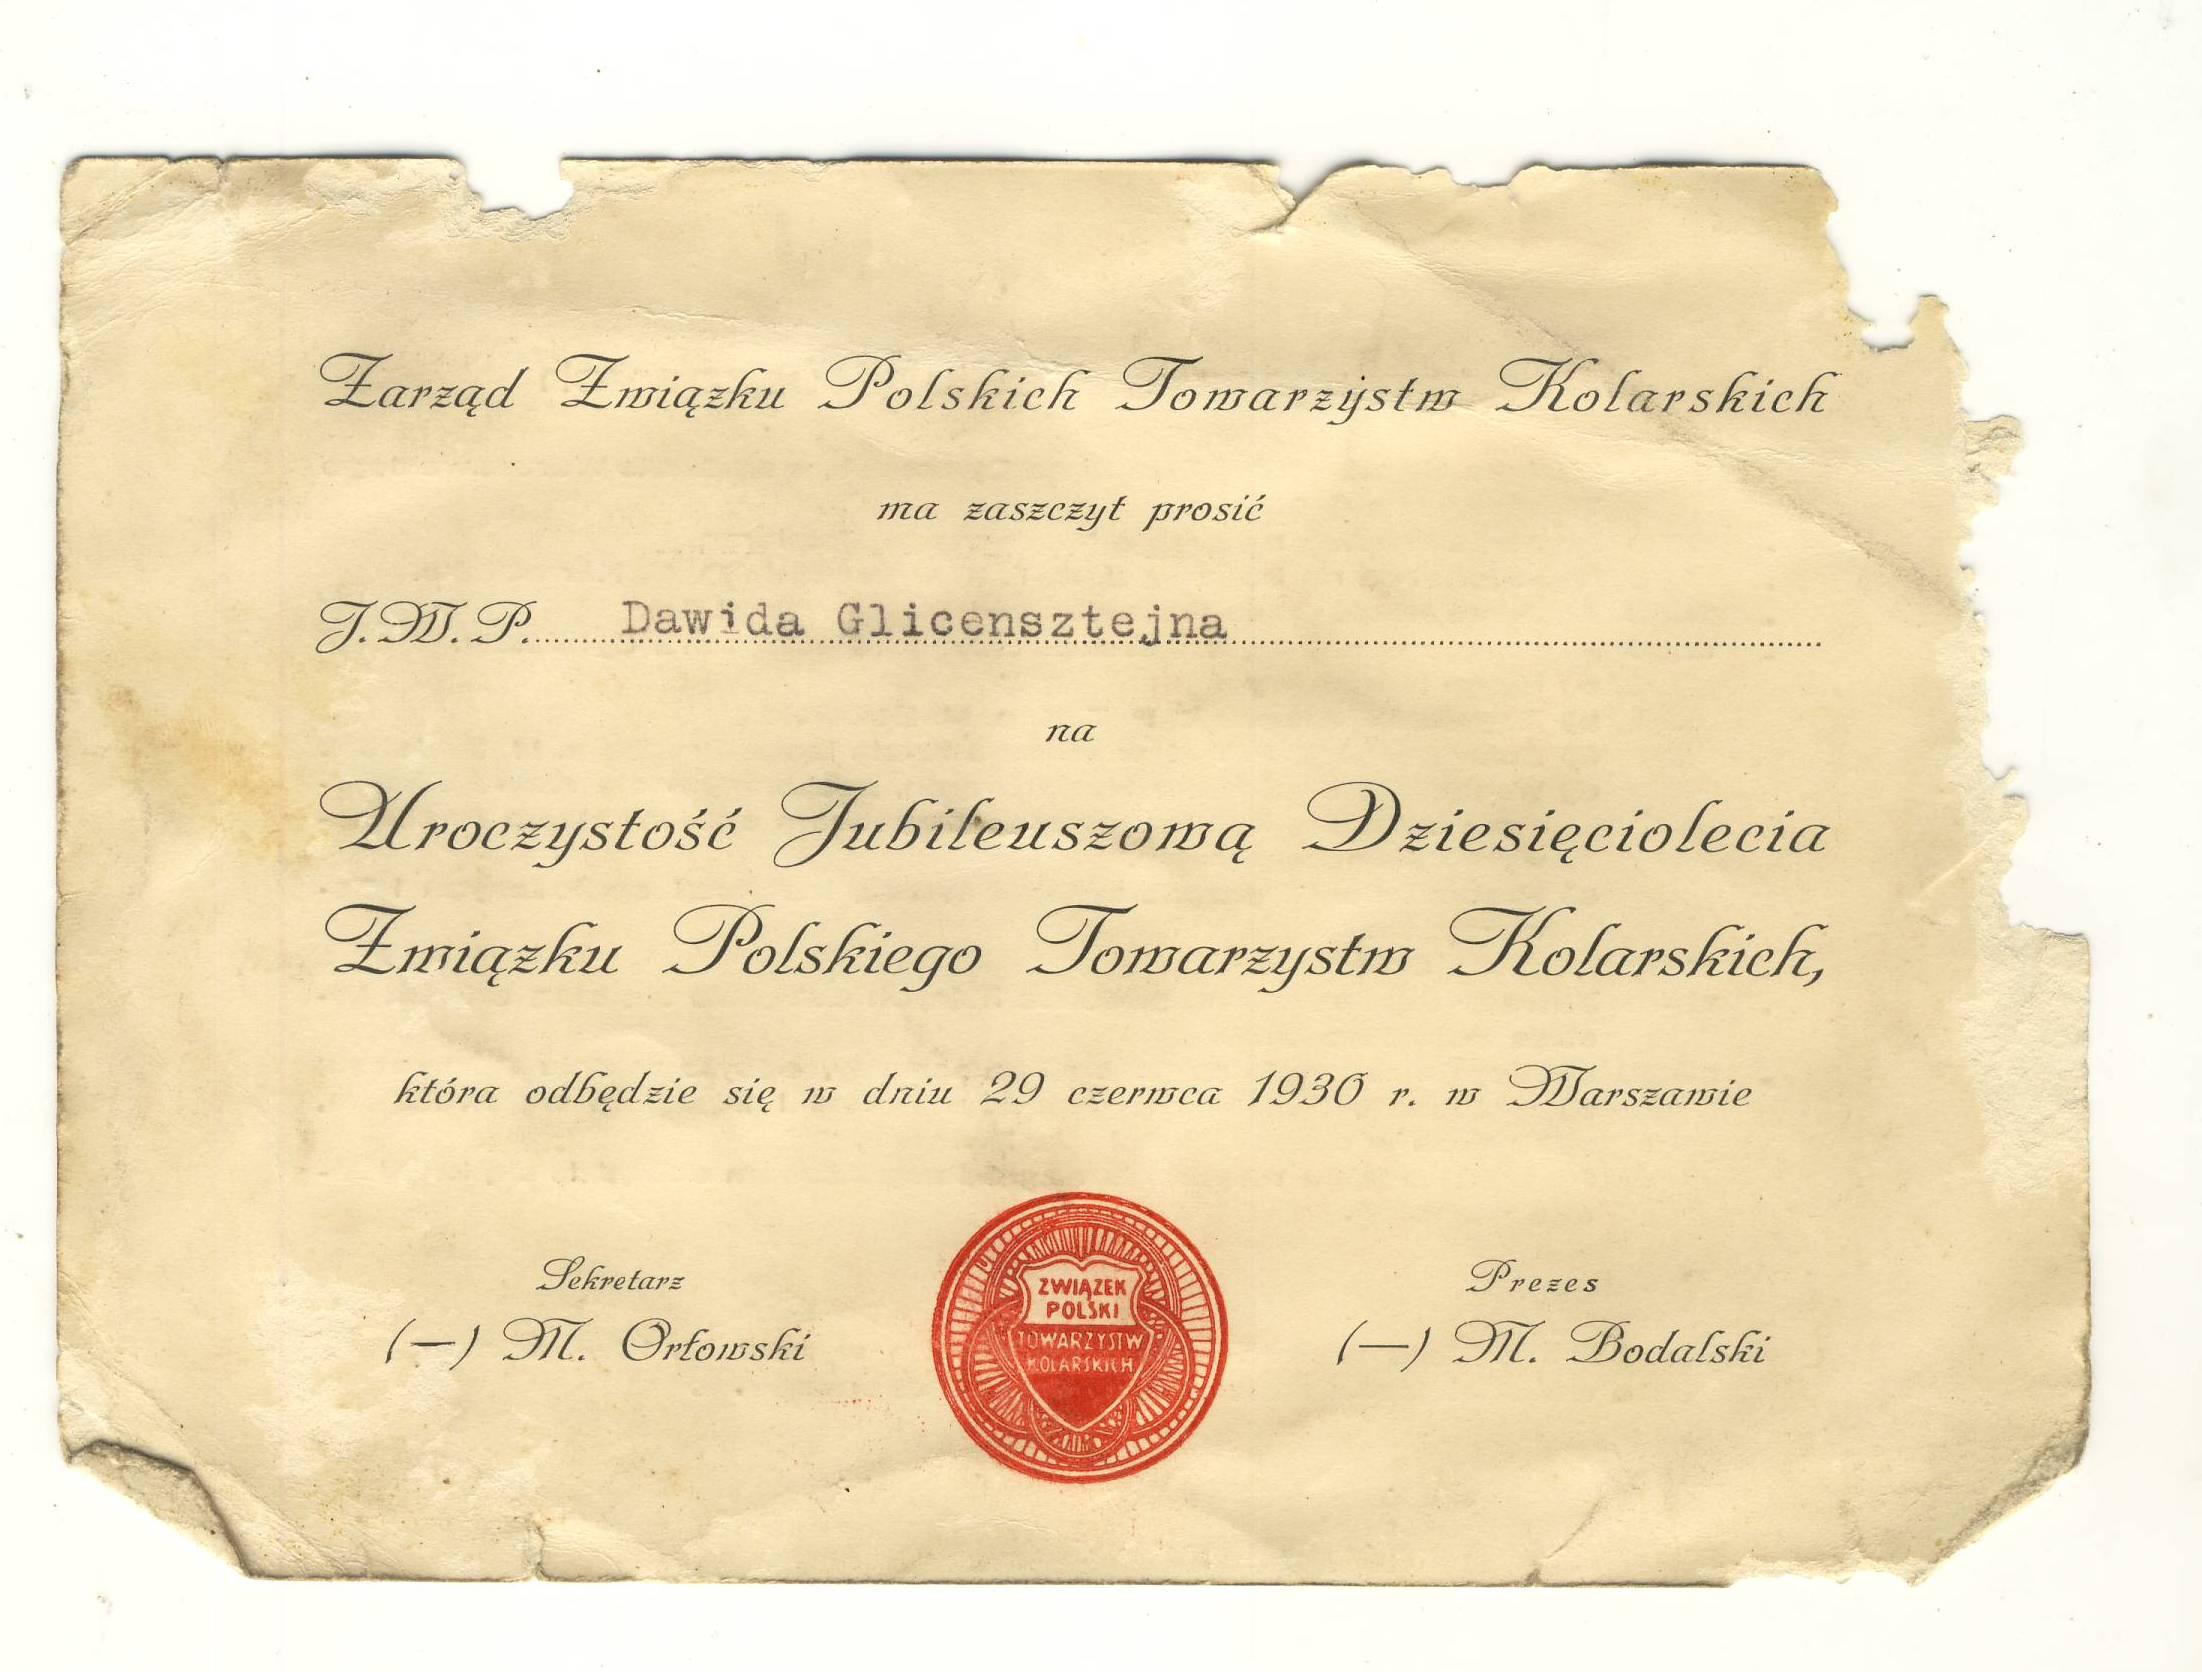 Zarząd Związku Polskich Towarzystw Kolarskich
ma zaszczyt prosić
J. W. P. Dawida Glicensztejna
na
Uroczystość Jubileuszową Dziesięciolecia
Związku Polskiego Towarzystw Kolarskich,
która odbędzie się w dniu 29 czerwca 1930 r. w Warszawie
Sekretarz
(—) M. Orłowski
ZWIĄZEK
POLSKI
TOWARZYSTW
KOLARSKICH
Prezes
(—) M. Bodalski